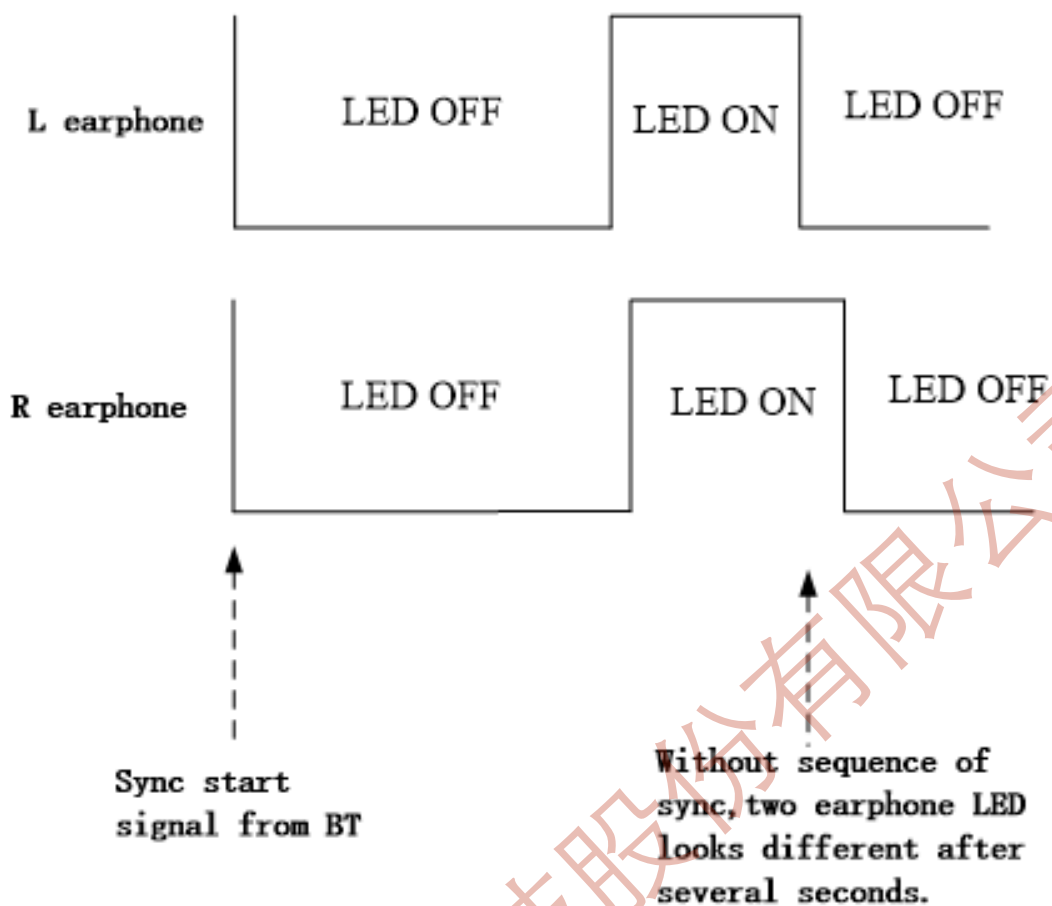 L earphone
LED OFF
LED ON
LED OFF
R earphone
LED OFF
LED ON
LED OFF
Sync start
signal from BT
Without sequence of
sync,two earphone LED
looks different after
several seconds.
股份有限公司